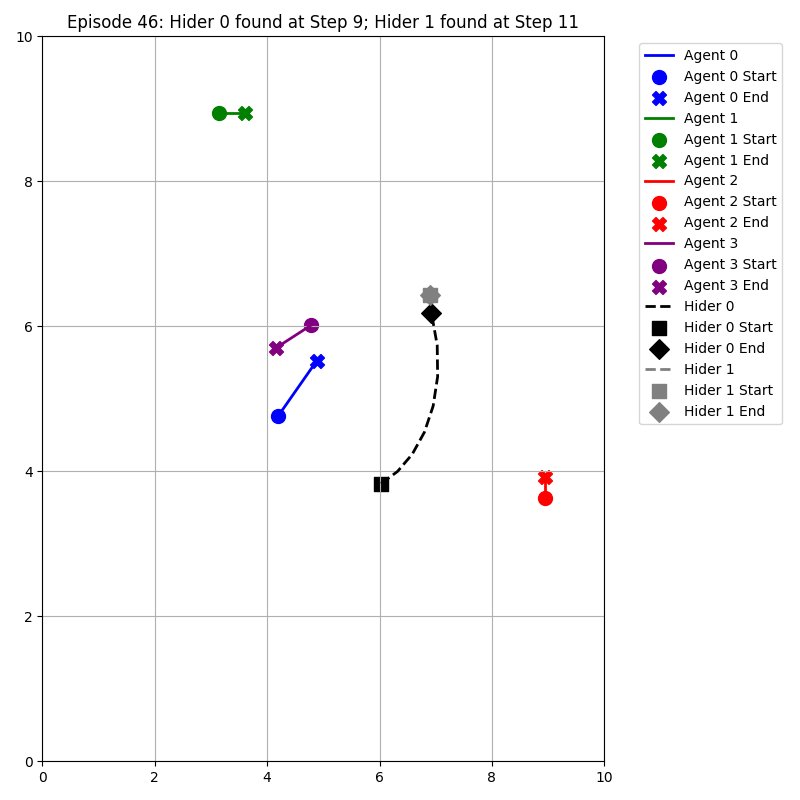 Episode 46: Hider 0 found at Step 9; Hider 1 found at Step 11
10
8
6
4
2
0
0
2
4
6
8
10
Agent 0
Agent 0 Start
Agent 0 End
Agent 1
Agent 1 Start
Agent 1 End
Agent 2
Agent 2 Start
Agent 2 End
Agent 3
Agent 3 Start
Agent 3 End
Hider 0
Hider 0 Start
Hider 0 End
Hider 1
Hider 1 Start
Hider 1 End